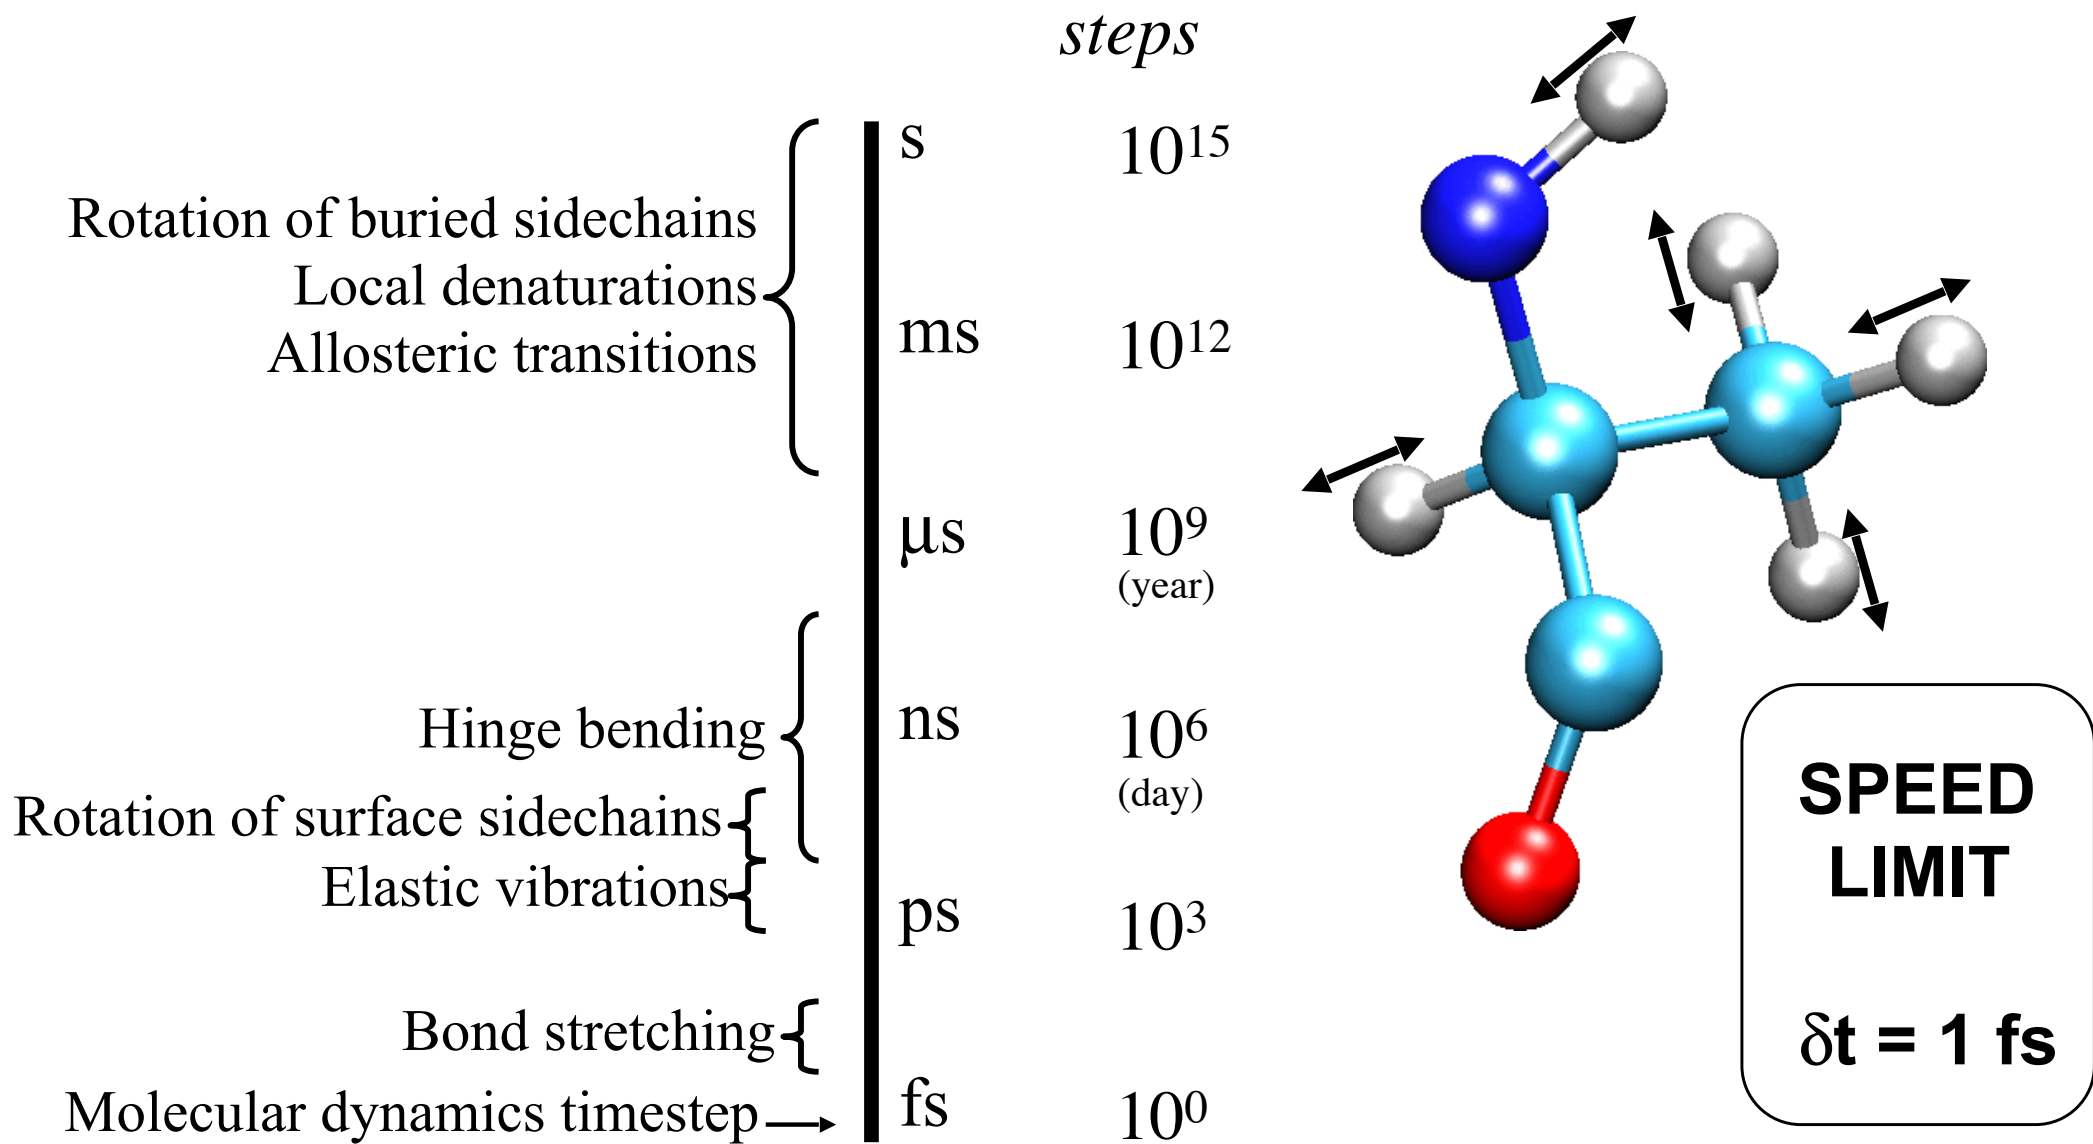 steps
s 10¹⁵
Rotation of buried sidechains
Local denaturations
ms 10¹²
Allosteric transitions
μs 10⁹
(year)
Hinge bending
ns 10⁶
(day)
Rotation of surface sidechains
Elastic vibrations
ps 10³
Bond stretching
Molecular dynamics timestep
fs 10⁰
SPEED
LIMIT
δt = 1 fs